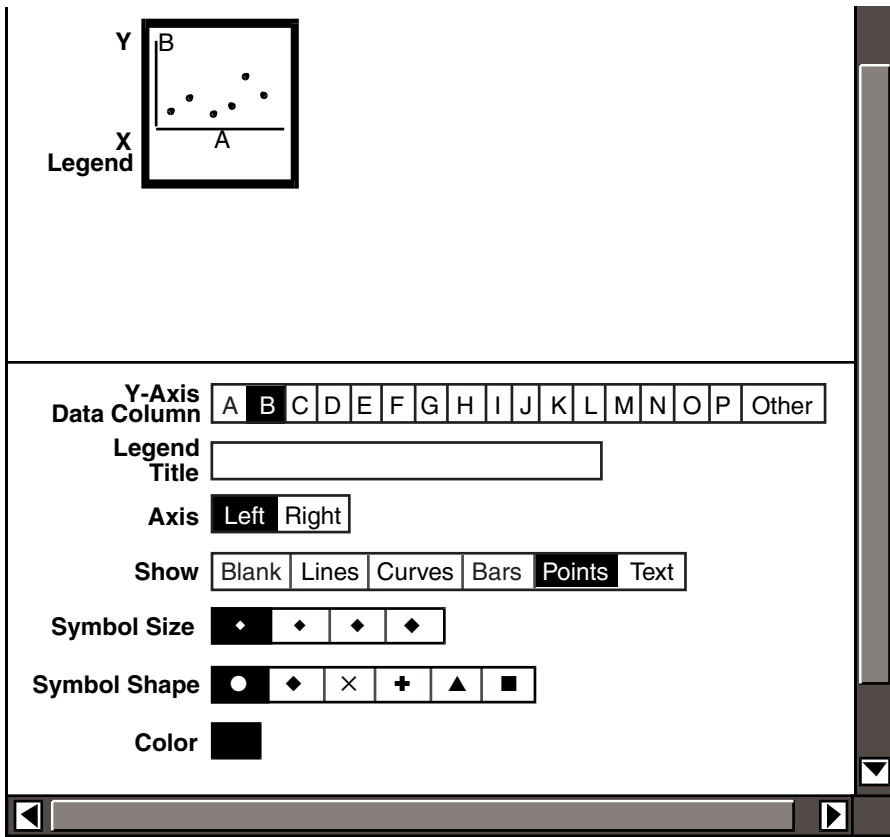 Y B
X A
Legend
Y-Axis
Data Column A B C D E F G H I J K L M N O P Other
Legend
Title
Axis Left Right
Show Blank Lines Curves Bars Points Text
Symbol Size
Symbol Shape
Color